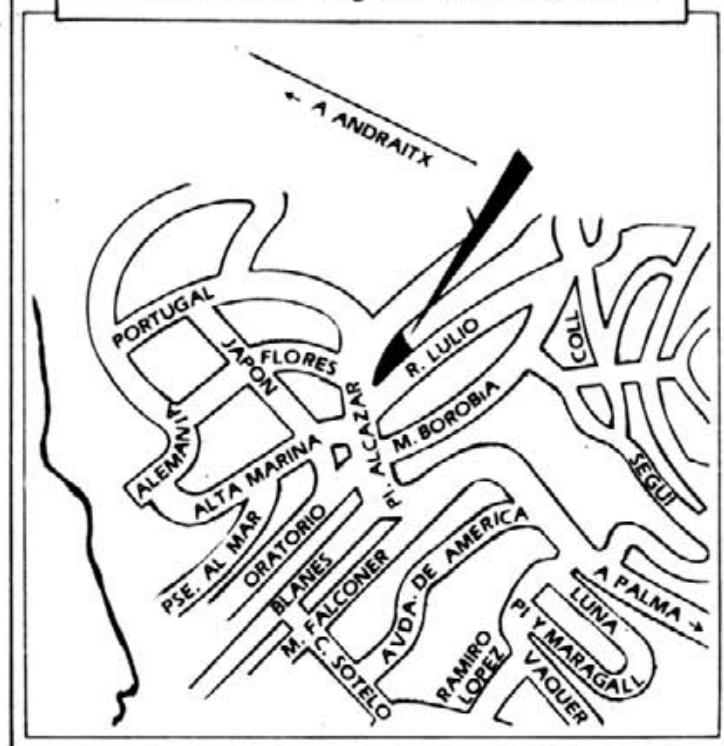 ← A ANDRAITX
PORTUGAL
JAPON
FLORES
R. LULIO
COLL
ALEMANIA
ALTA MARINA
PL. ALCAZAR
M. BOROBIA
SEGUI
PSE. AL MAR
ORATORIO
BLANES
M. FALCONER
AVDA. DE AMERICA
C. SOTELO
RAMIRO
LOPEZ
A PALMA →
LUNA
PI Y MARAGALL
VAQUER